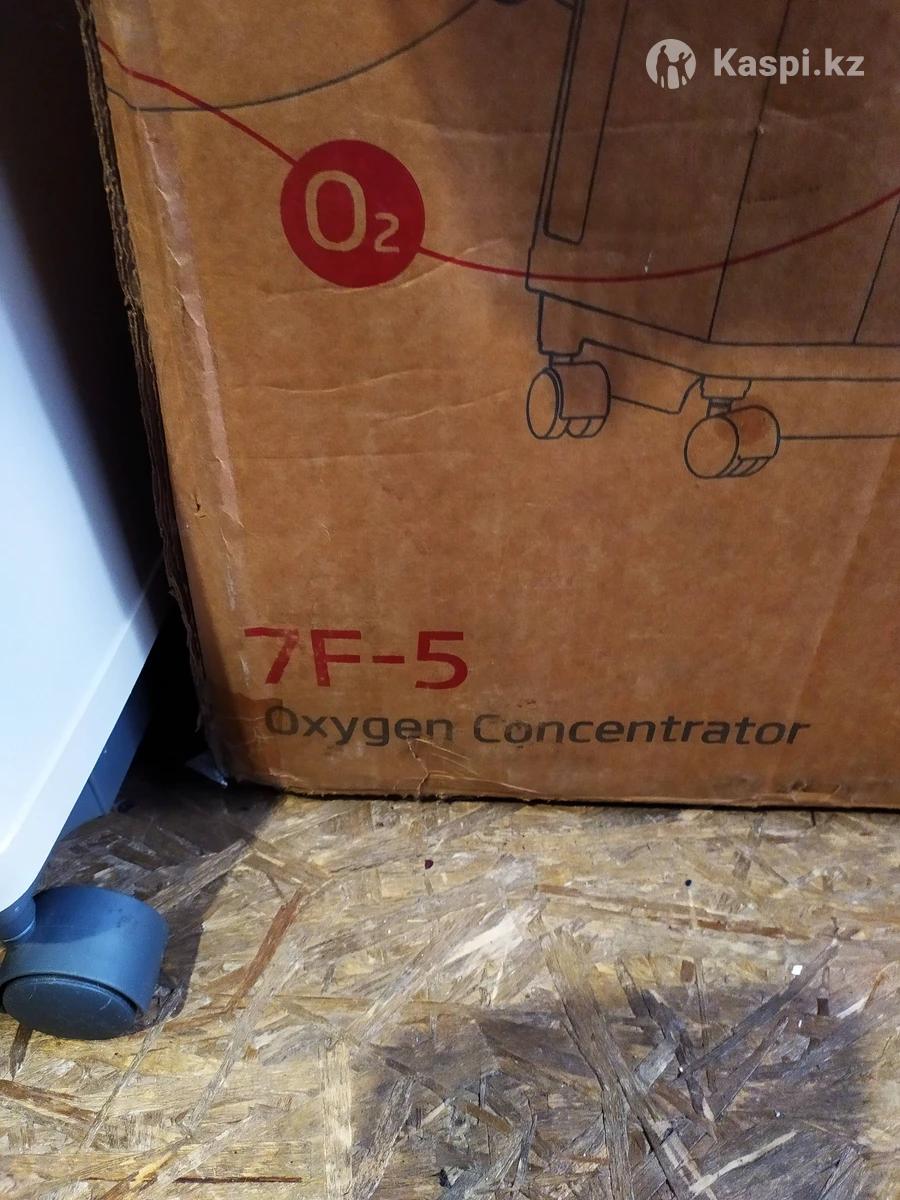 Kaspi.kz
O2
7F-5
Oxygen Concentrator